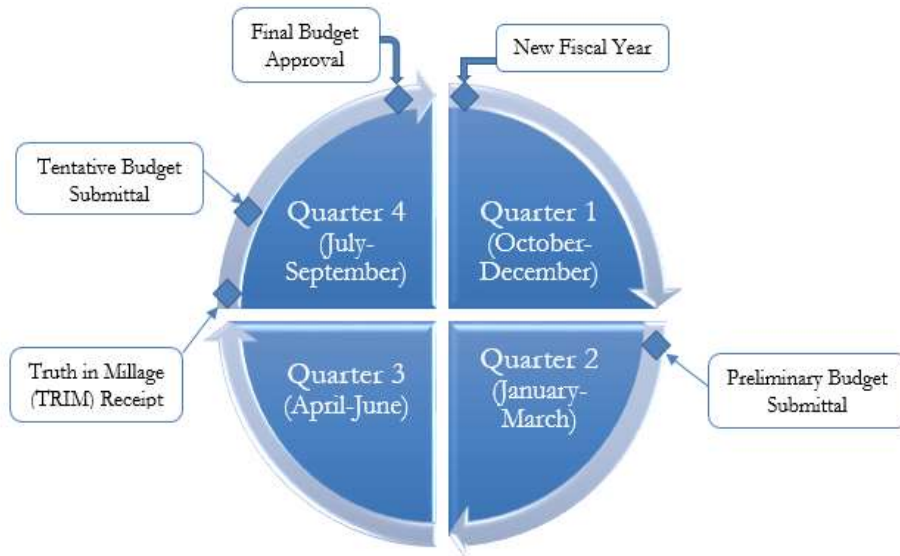 Final Budget
Approval
New Fiscal Year
Tentative Budget
Submittal
Quarter 4
(July-
September)
Quarter 1
(October-
December)
Truth in Millage
(TRIM) Receipt
Quarter 3
(April-June)
Quarter 2
(January-
March)
Preliminary Budget
Submittal